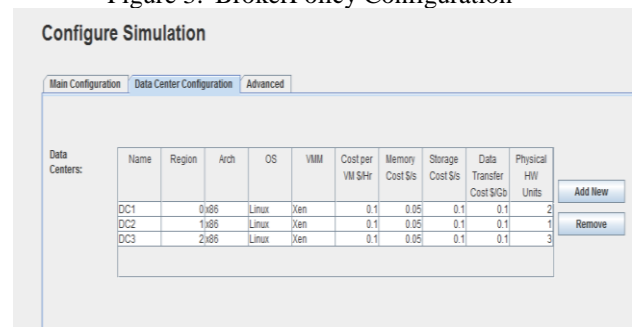 Figure 3: BrokerPolicy Configuration
Configure Simulation
Main Configuration Data Center Configuration Advanced
Data Centers:
Name Region Arch OS VMM Cost per VM $/Hr Memory Cost $/s Storage Cost $/s Data Transfer Cost $/Gb Physical HW Units
DC1 0 x86 Linux Xen 0.1 0.05 0.1 0.1 2
DC2 1 x86 Linux Xen 0.1 0.05 0.1 0.1 1
DC3 2 x86 Linux Xen 0.1 0.05 0.1 0.1 3
Add New
Remove